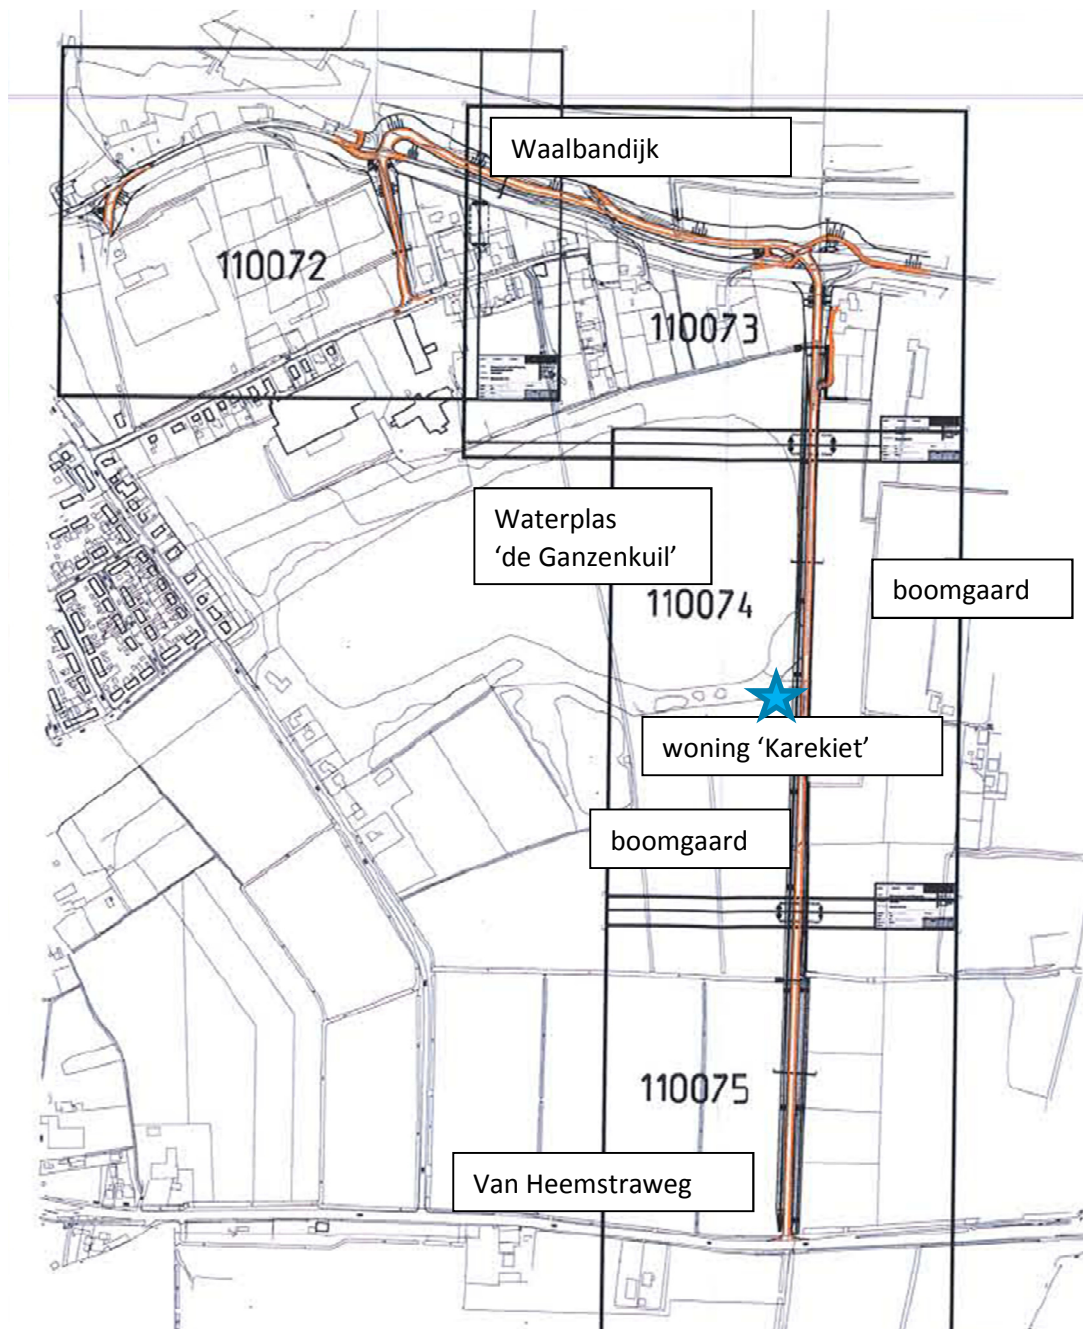 Waalbandijk
110072
110073
Waterplas
‘de Ganzenkuil’
boomgaard
110074
woning ‘Karekiet’
boomgaard
110075
Van Heemstraweg